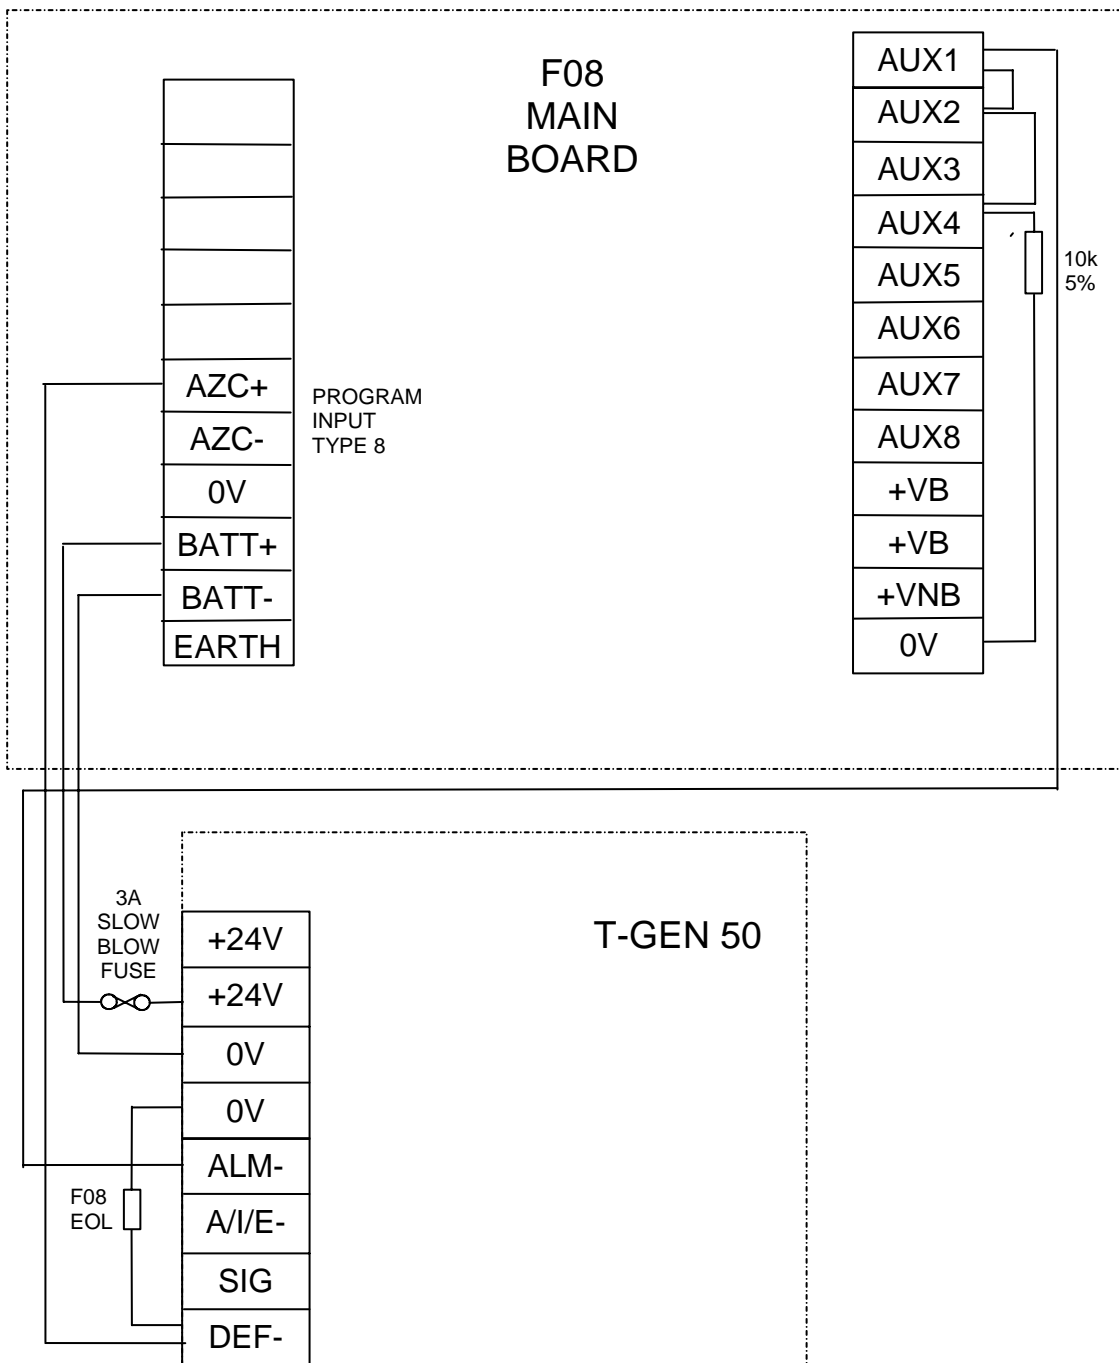 F08
MAIN
BOARD
AZC+
AZC-
0V
BATT+
BATT-
EARTH
PROGRAM
INPUT
TYPE 8
AUX1
AUX2
AUX3
AUX4
AUX5
AUX6
AUX7
AUX8
+VB
+VB
+VNB
0V
10k
5%
T-GEN 50
3A
SLOW
BLOW
FUSE
+24V
+24V
0V
0V
ALM-
A/I/E-
SIG
DEF-
F08
EOL